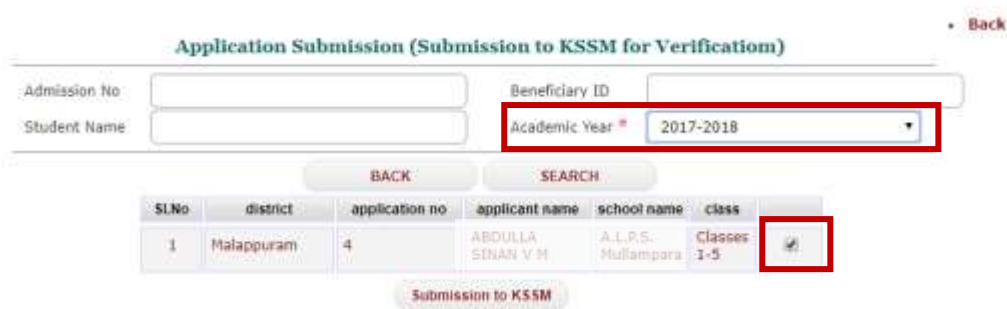 Back
Application Submission (Submission to KSSM for Verificatiom)
Admission No Beneficiary ID
Student Name Academic Year * 2017-2018
BACK SEARCH
Sl.No district application no applicant name school name class
1 Malappuram 4 ABDULLA SINAN V M A.L.P.S. Mullampara Classes 1-5
Submission to KSSM